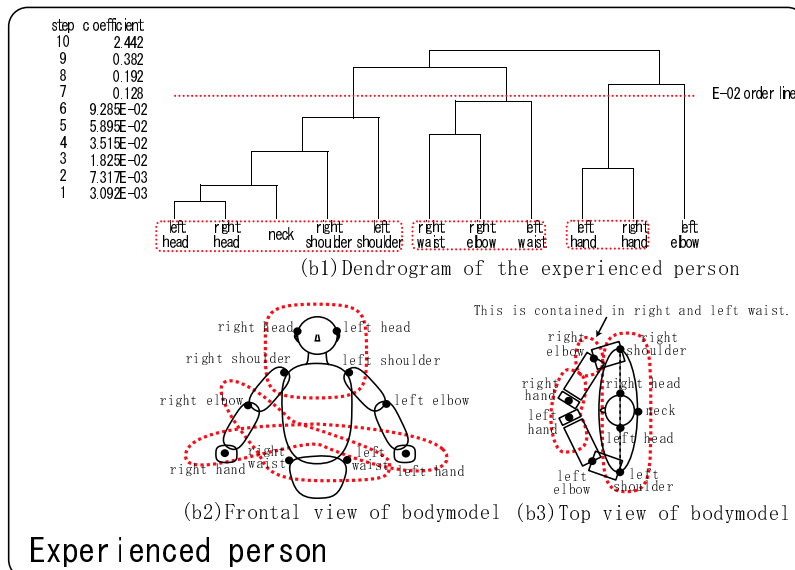 step coefficient
10 2.442
9 0.382
8 0.192
7 0.128
6 9.285E-02
5 5.895E-02
4 3.515E-02
3 1.825E-02
2 7.317E-03
1 3.092E-03
E-02 order line
left head
right head
neck
right shoulder
left shoulder
right waist
right elbow
left waist
left hand
right hand
left elbow
(b1)Dendrogram of the experienced person
right head
left head
right shoulder
left shoulder
right elbow
left elbow
right waist
left waist
right hand
left hand
(b2)Frontal view of bodymodel
This is contained in right and left waist.
right elbow
right shoulder
right hand
right head
neck
left hand
left head
left elbow
left shoulder
(b3)Top view of bodymodel
Experienced person